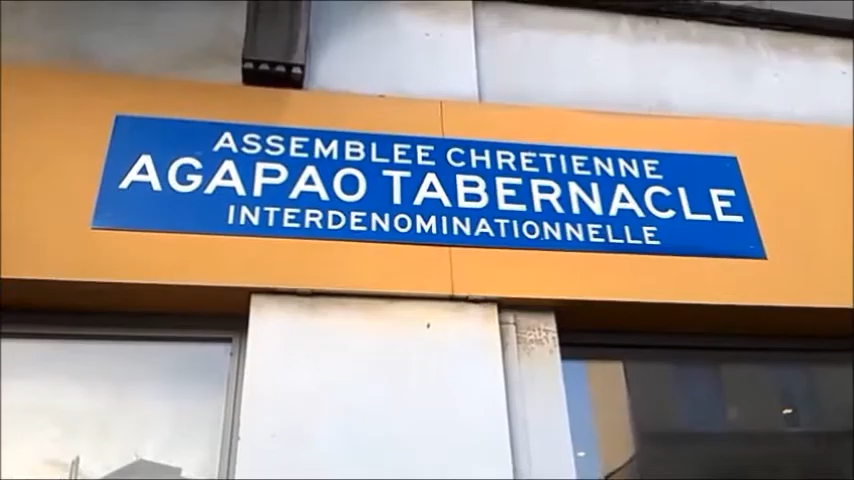 ASSEMBLEE CHRETIENNE
AGAPAO TABERNACLE
INTERDENOMINATIONNELLE